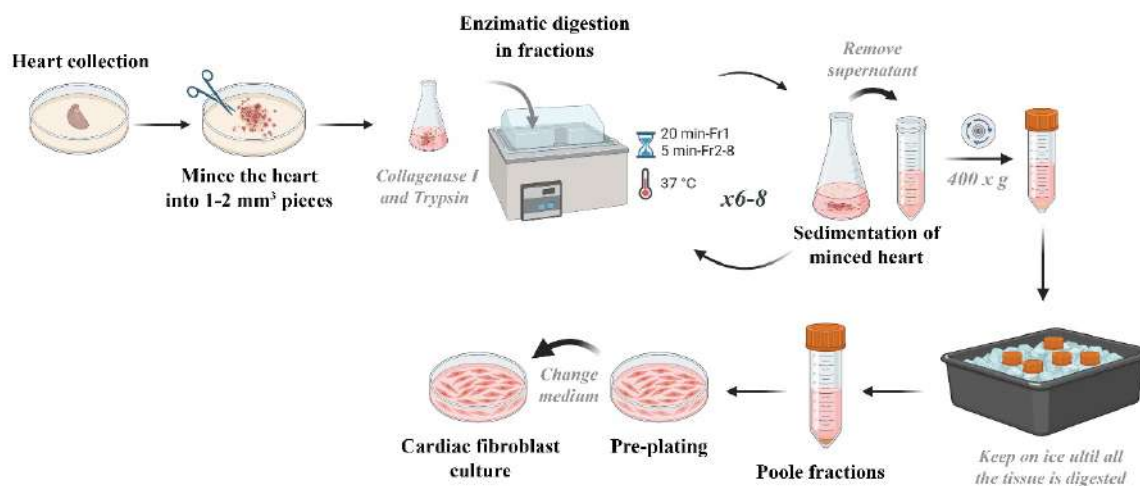 Heart collection
Mince the heart
into 1-2 mm³ pieces
Collagenase I
and Trypsin
Enzimatic digestion
in fractions
20 min-Fr1
5 min-Fr2-8
37 °C
x6-8
Remove
supernatant
Sedimentation of
minced heart
400 x g
Keep on ice ultil all
the tissue is digested
Poole fractions
Pre-plating
Change
medium
Cardiac fibroblast
culture